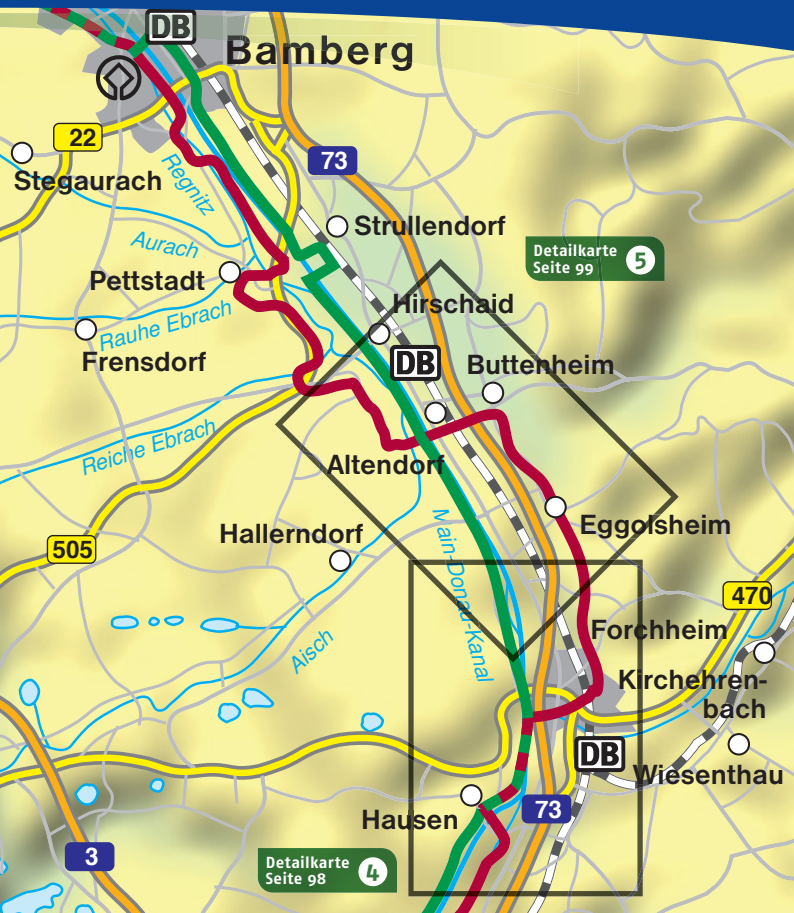 DB
Bamberg
22
73
Stegaurach
Regnitz
Strullendorf
Aurach
Detailkarte
Seite 99
5
Pettstadt
Hirschaid
Rauhe Ebrach
Frensdorf
DB
Buttenheim
Reiche Ebrach
Altendorf
Main-Donau-Kanal
Eggolsheim
Hallerndorf
505
470
Forchheim
Aisch
Kirchehren-
bach
DB
Wiesenthau
Hausen
73
3
Detailkarte
Seite 98
4